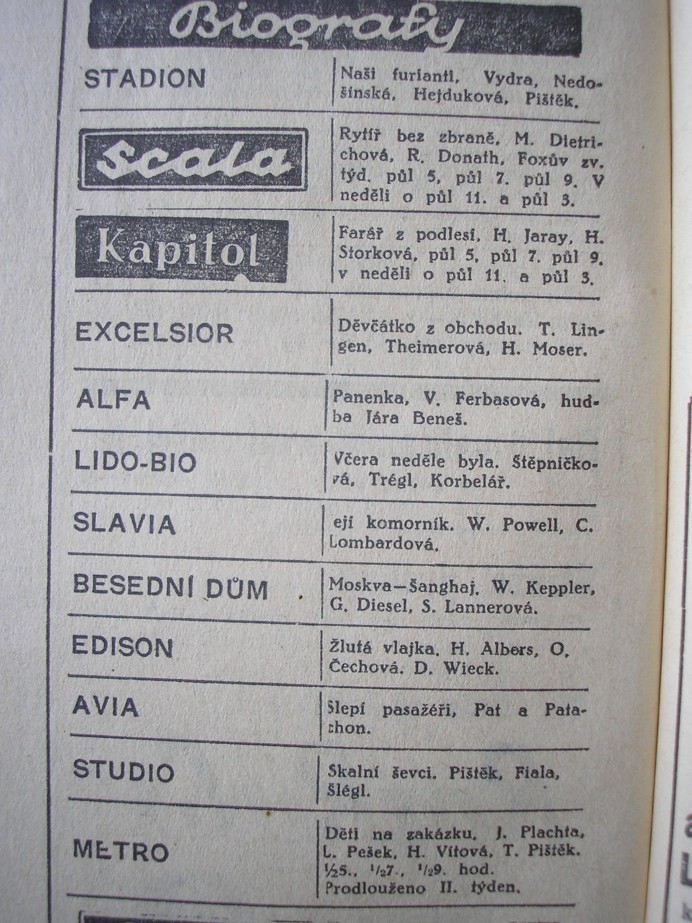 Biografy
STADION
Naši furianti, Vydra, Nedo-
šinská, Hejduková, Pištěk.
Scala
Rytíř bez zbraně, M. Dietri-
chová, R. Donath, Foxův zv.
týd. půl 5, půl 7. půl 9. V
neděli o půl 11. a půl 3.
Kapitol
Farář z podlesí, H. Jaray, H.
Storková, půl 5, půl 7. půl 9.
v neděli o půl 11. a půl 3.
EXCELSIOR
Děvčátko z obchodu. T. Lin-
gen, Theimerová, H. Moser.
ALFA
Panenka, V. Ferbasová, hud-
ba Jára Beneš.
LIDO-BIO
Včera neděle byla. Štěpničko-
vá, Trégl, Korbelář.
SLAVIA
ejí komorník. W. Powell, C.
Lombardová.
BESEDNÍ DŮM
Moskva—Šanghaj. W. Keppler,
G. Diesel, S. Lannerová.
EDISON
Žlutá vlajka. H. Albers, O.
Čechová. D. Wieck.
AVIA
Slepí pasažéři, Pat a Pata-
chon.
STUDIO
Skalní ševci. Pištěk, Fiala,
Šlégl.
METRO
Děti na zakázku. J. Plachta,
L. Pešek, H. Vítová, T. Pištěk.
½5., ½7., ½9. hod.
Prodlouženo II. týden.